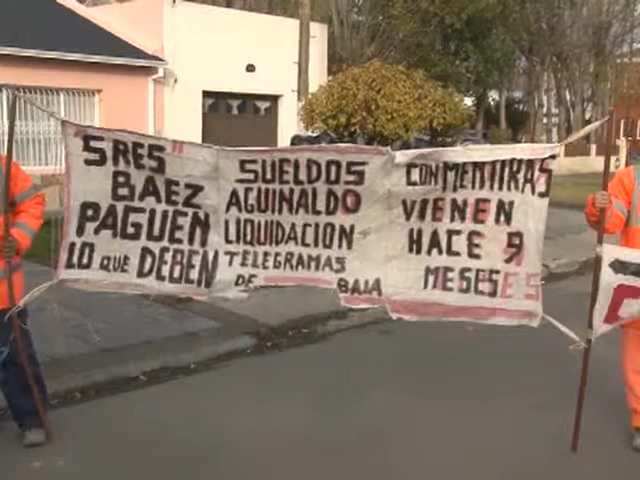 "SRES"
BAEZ
PAGUEN
LO QUE DEBEN
SUELDOS
AGUINALDO
LIQUIDACION
TELEGRAMAS
DE BAJA
CON MENTIRAS
VIENEN
HACE 9
MESES